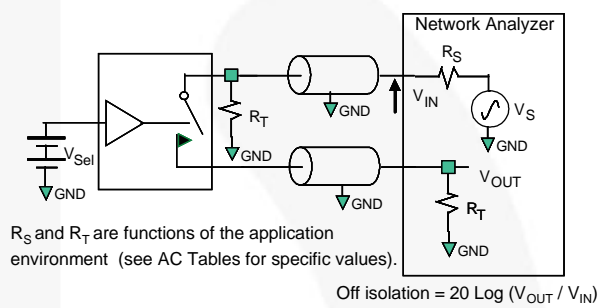 Network Analyzer
R_S
V_IN
V_S
GND
GND
R_T
GND
V_Sel
GND
GND
V_OUT
R_T
GND
R_S and R_T are functions of the application
environment (see AC Tables for specific values).
Off isolation = 20 Log (V_OUT / V_IN)